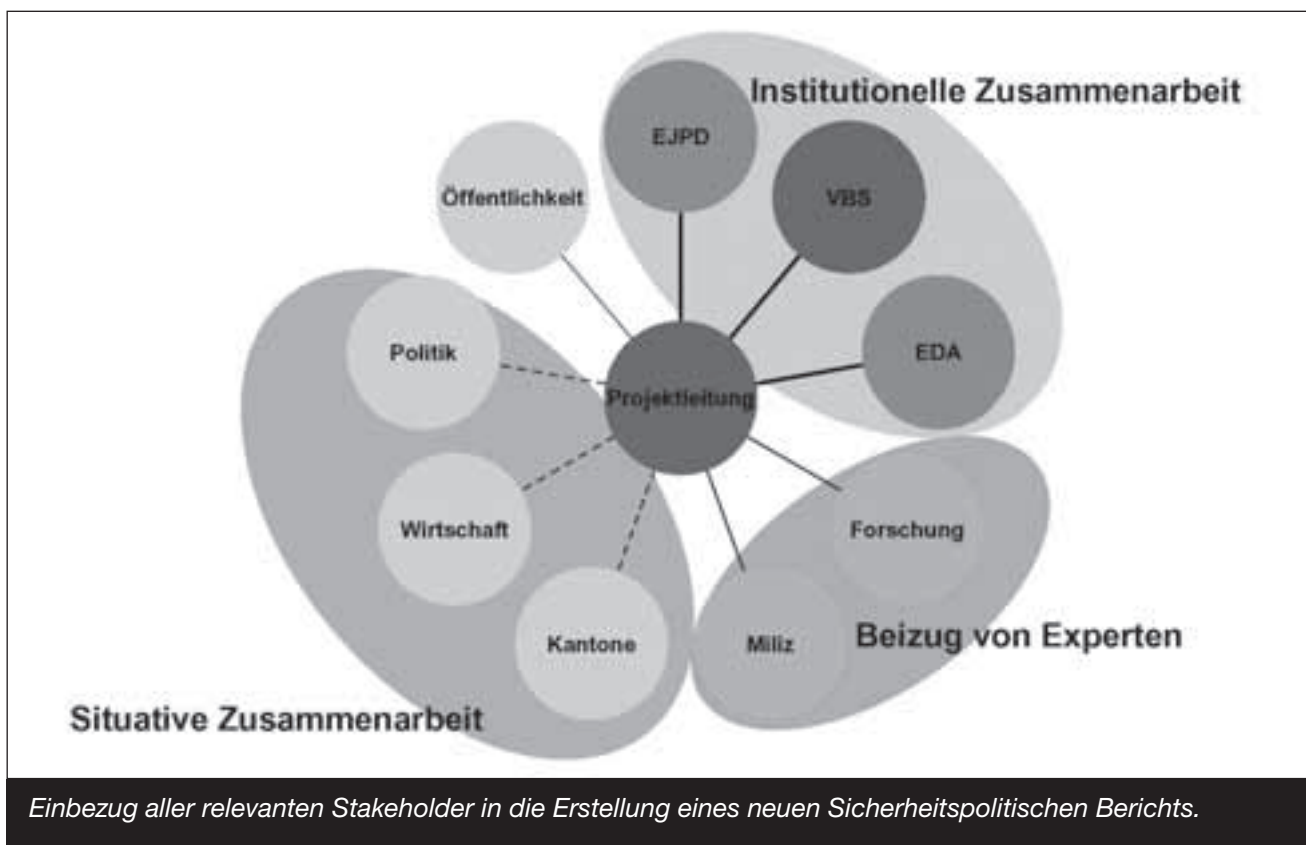 Institutionelle Zusammenarbeit
EJPD
VBS
Öffentlichkeit
EDA
Politik
Projektleitung
Wirtschaft
Forschung
Kantone
Miliz
Beizug von Experten
Situative Zusammenarbeit
Einbezug aller relevanten Stakeholder in die Erstellung eines neuen Sicherheitspolitischen Berichts.